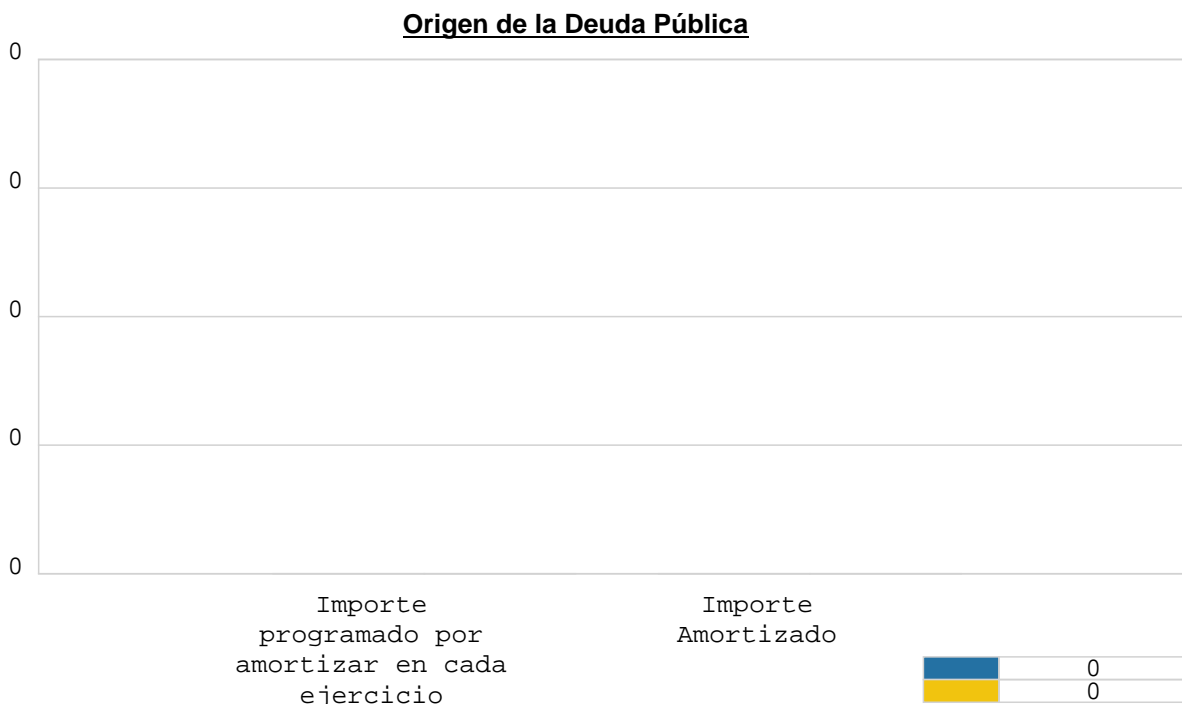 Origen de la Deuda Pública
0
0
0
0
0
Importe
programado por
amortizar en cada
ejercicio
Importe
Amortizado
0
0